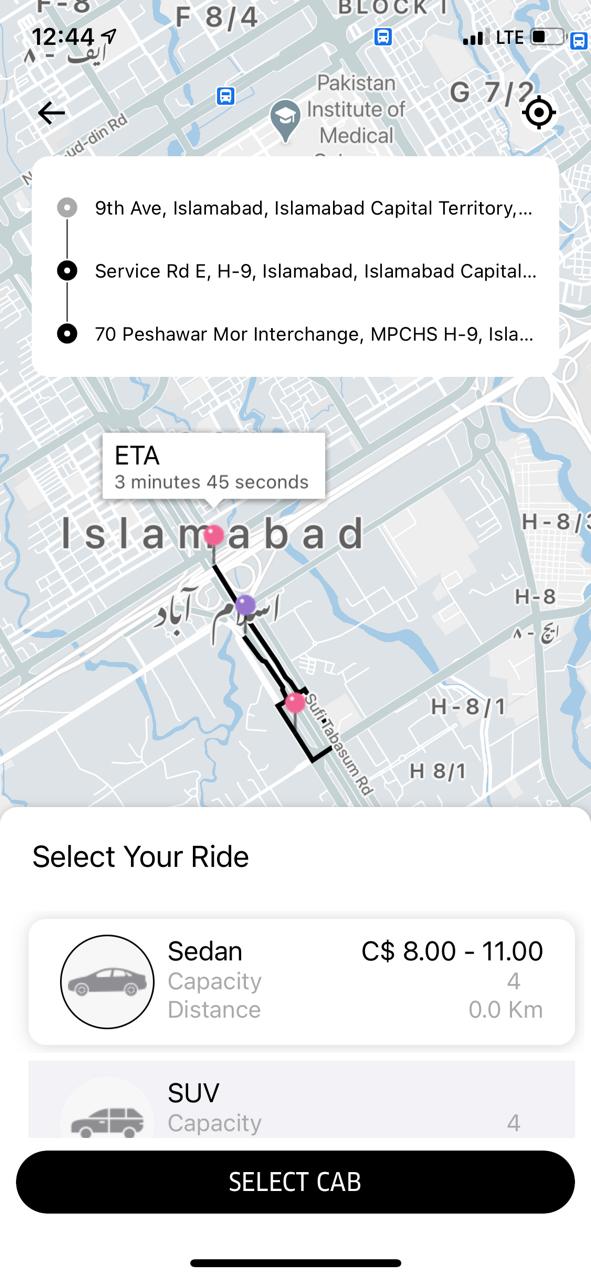 F-8
F 8/4
BLOCK I
12:44
LTE
ایف - ۸
G 7/2
Pakistan
Institute of
Medical
ud-din Rd
9th Ave, Islamabad, Islamabad Capital Territory,...
Service Rd E, H-9, Islamabad, Islamabad Capital...
70 Peshawar Mor Interchange, MPCHS H-9, Isla...
ETA
3 minutes 45 seconds
Islamabad
H-8/3
اسلام آباد
H-8
ایچ - ۸
H-8/1
Sufi Tabasum Rd
H 8/1
Select Your Ride
Sedan
C$ 8.00 - 11.00
Capacity
4
Distance
0.0 Km
SUV
Capacity
4
SELECT CAB